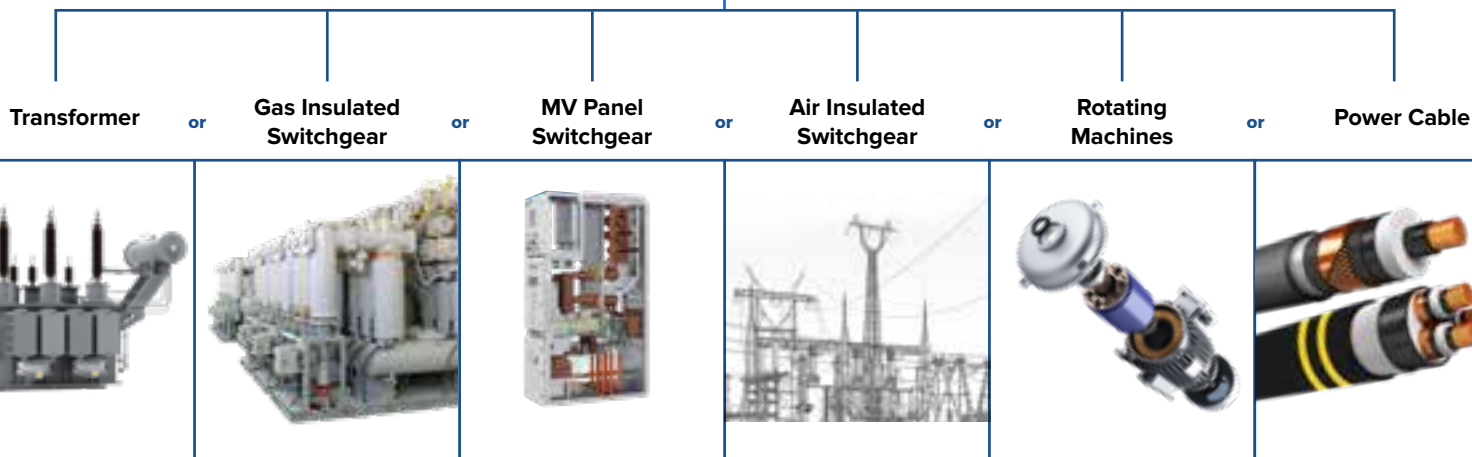 Transformer
or
Gas Insulated
Switchgear
or
MV Panel
Switchgear
or
Air Insulated
Switchgear
or
Rotating
Machines
or
Power Cable